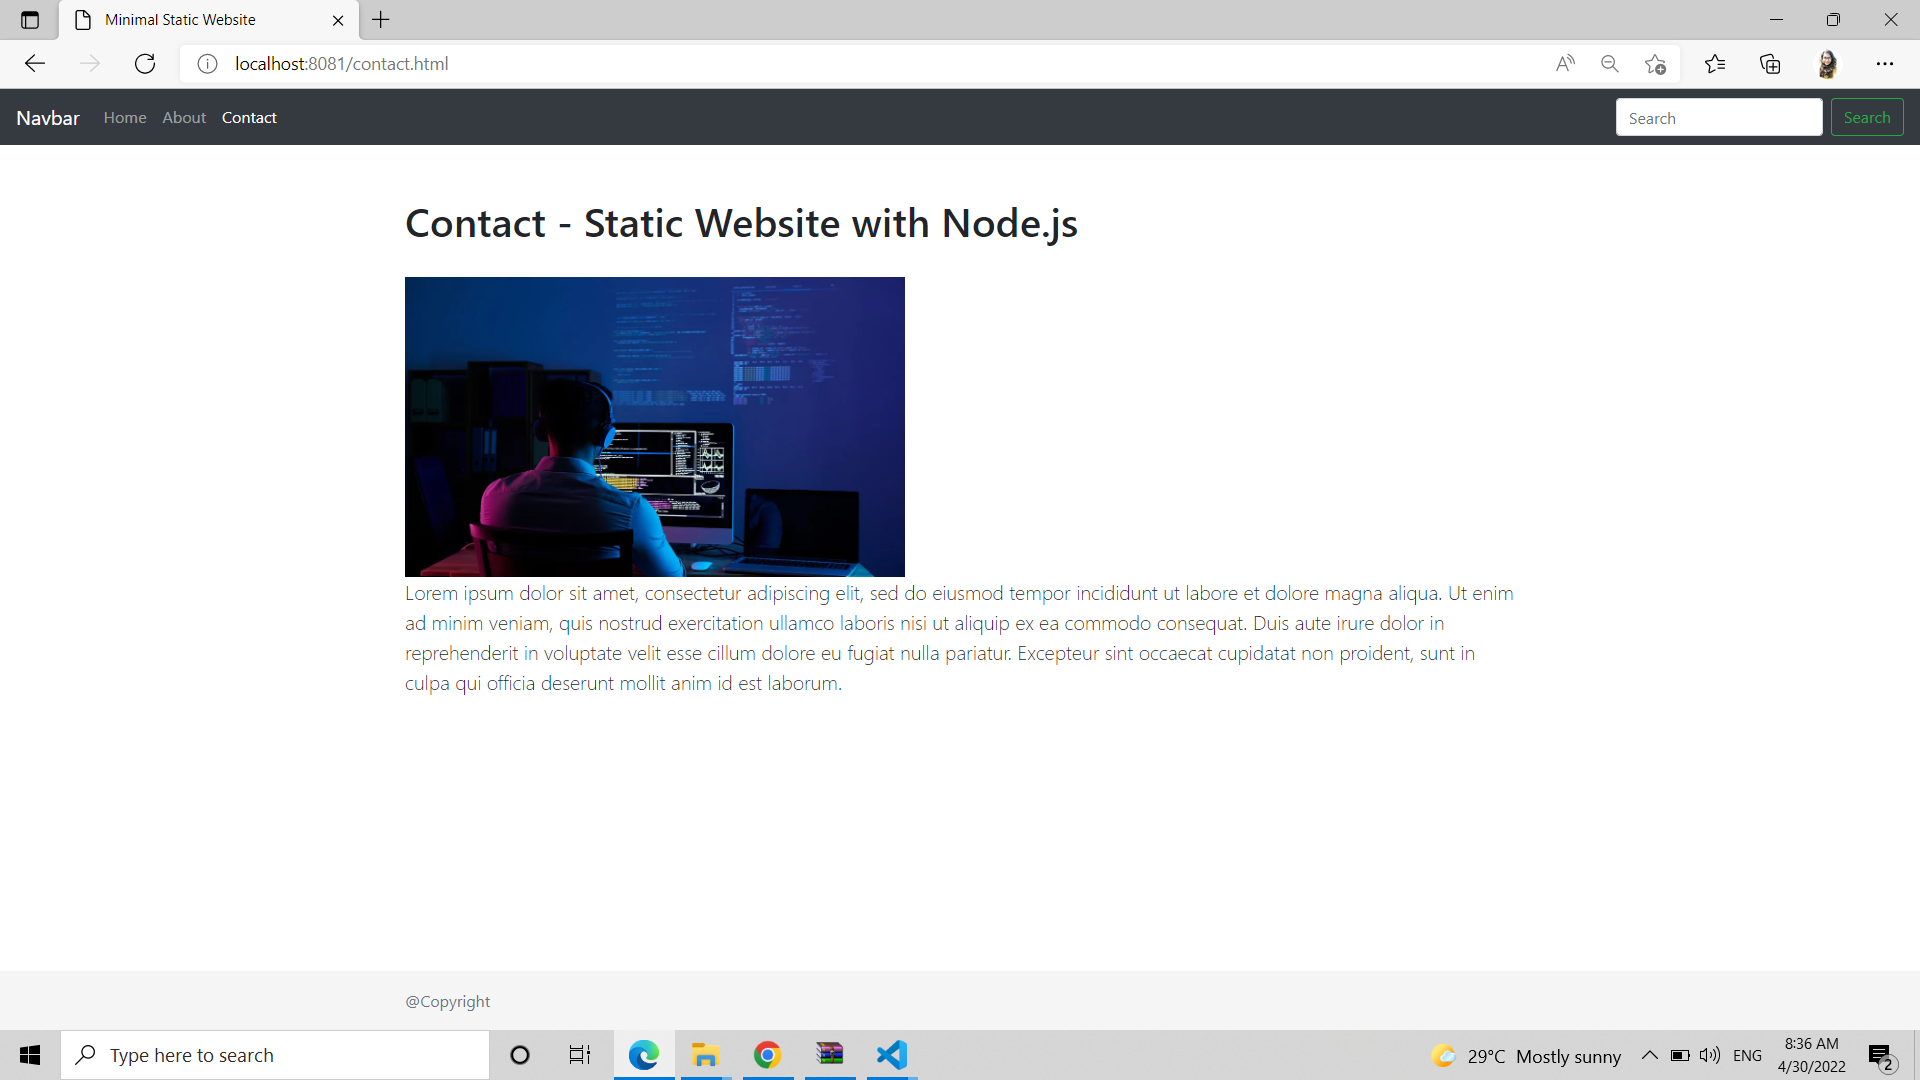 Minimal Static Website
localhost:8081/contact.html
Navbar Home About Contact Search Search
Contact - Static Website with Node.js
Lorem ipsum dolor sit amet, consectetur adipiscing elit, sed do eiusmod tempor incididunt ut labore et dolore magna aliqua. Ut enim
ad minim veniam, quis nostrud exercitation ullamco laboris nisi ut aliquip ex ea commodo consequat. Duis aute irure dolor in
reprehenderit in voluptate velit esse cillum dolore eu fugiat nulla pariatur. Excepteur sint occaecat cupidatat non proident, sunt in
culpa qui officia deserunt mollit anim id est laborum.
@Copyright
Type here to search
29°C Mostly sunny
ENG
8:36 AM
4/30/2022
2